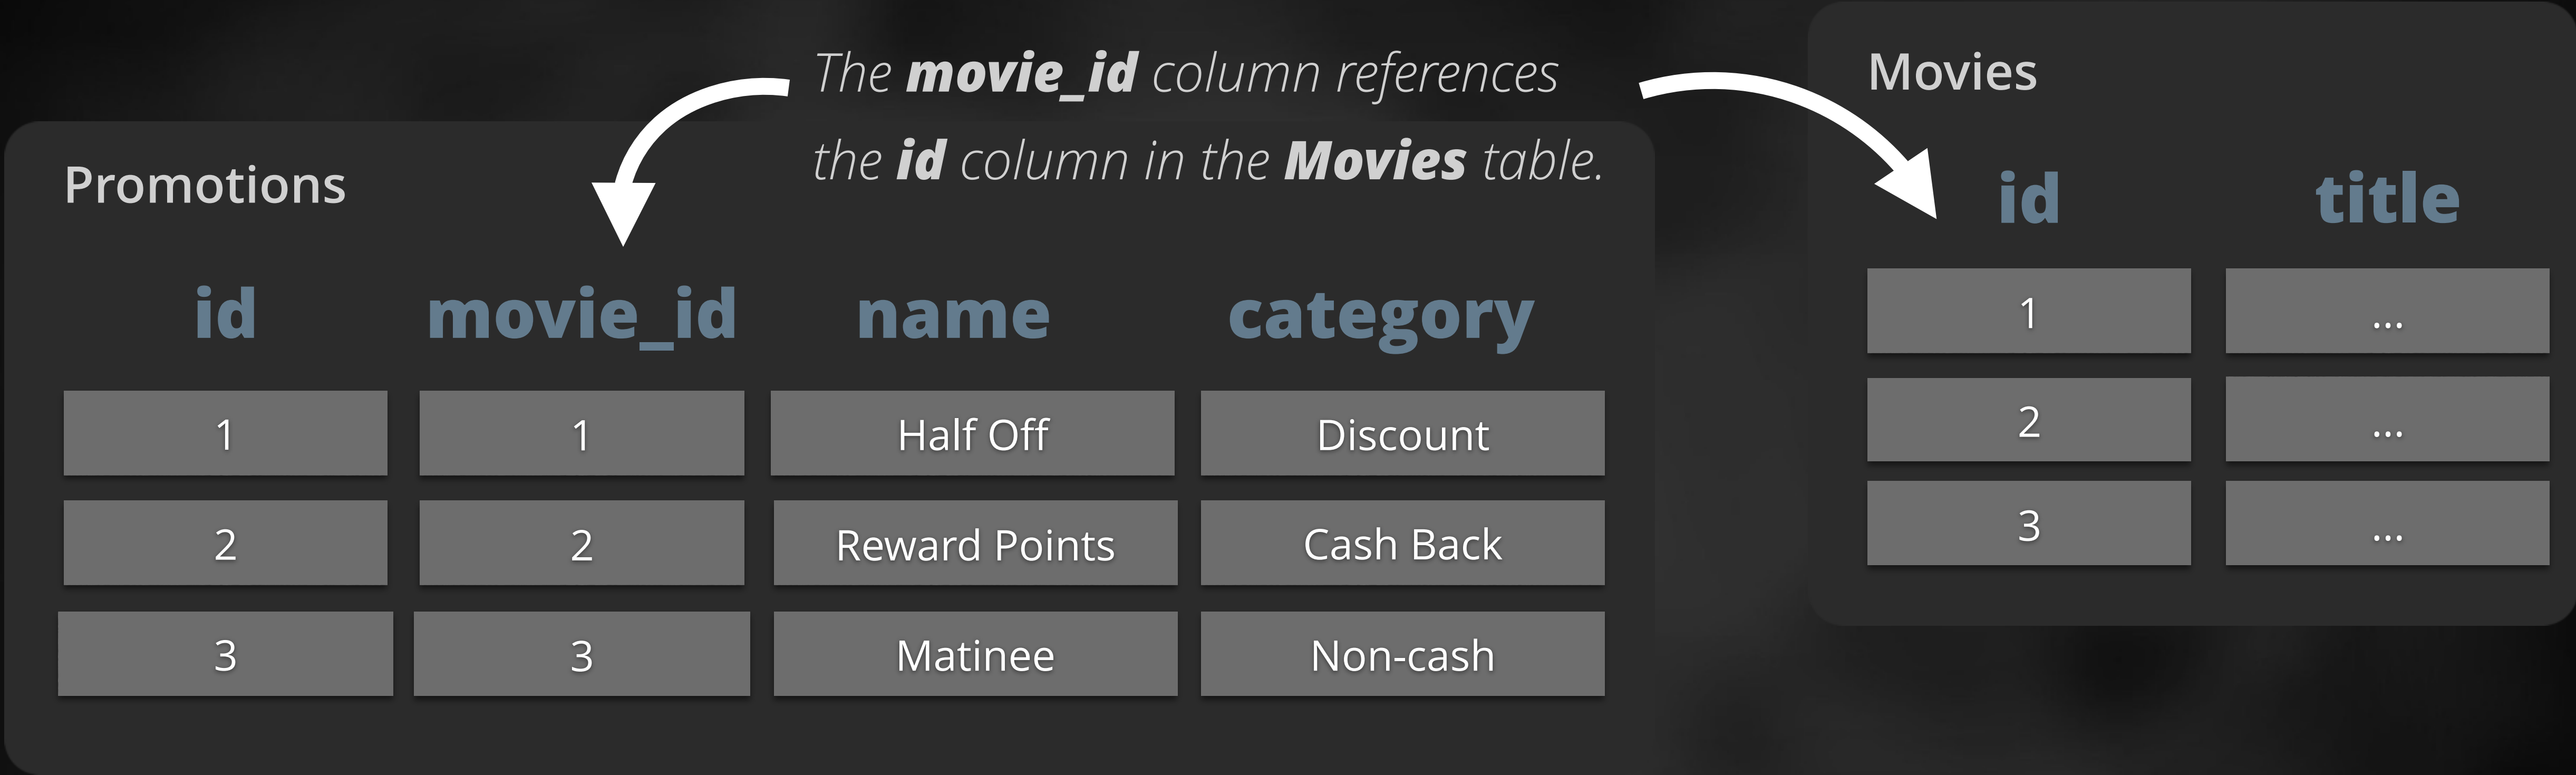 The movie_id column references
the id column in the Movies table.
Promotions
id movie_id name category
1 1 Half Off Discount
2 2 Reward Points Cash Back
3 3 Matinee Non-cash
Movies
id title
1 ...
2 ...
3 ...